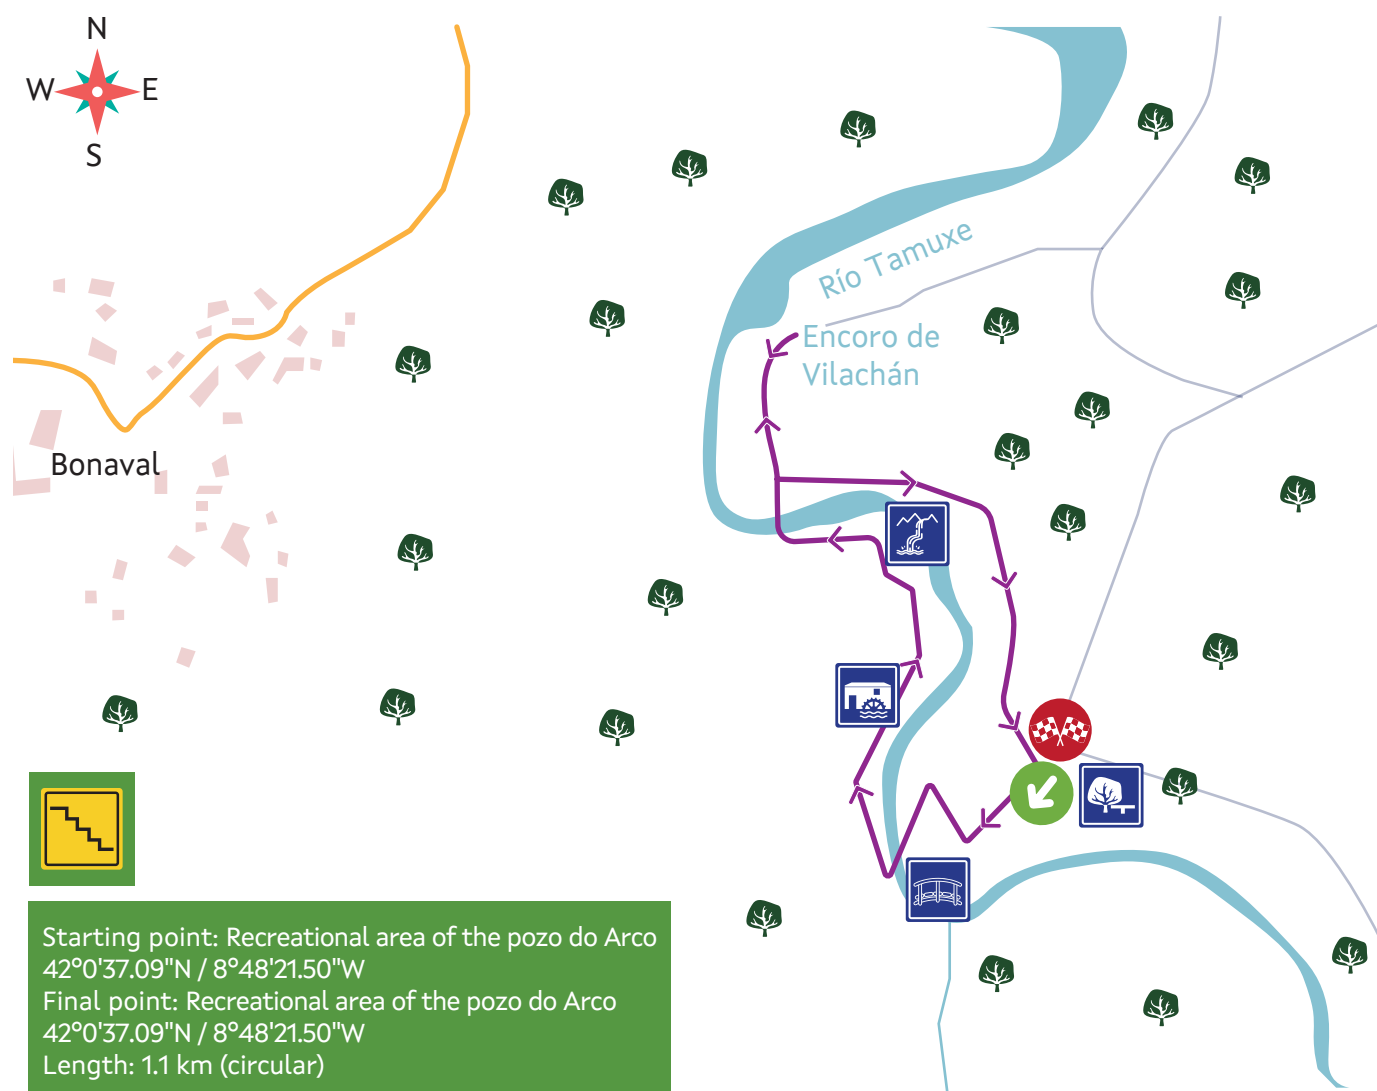 N
W E
S
Río Tamuxe
Encoro de
Vilachán
Bonaval
Starting point: Recreational area of the pozo do Arco
42°0'37.09"N / 8°48'21.50"W
Final point: Recreational area of the pozo do Arco
42°0'37.09"N / 8°48'21.50"W
Length: 1.1 km (circular)